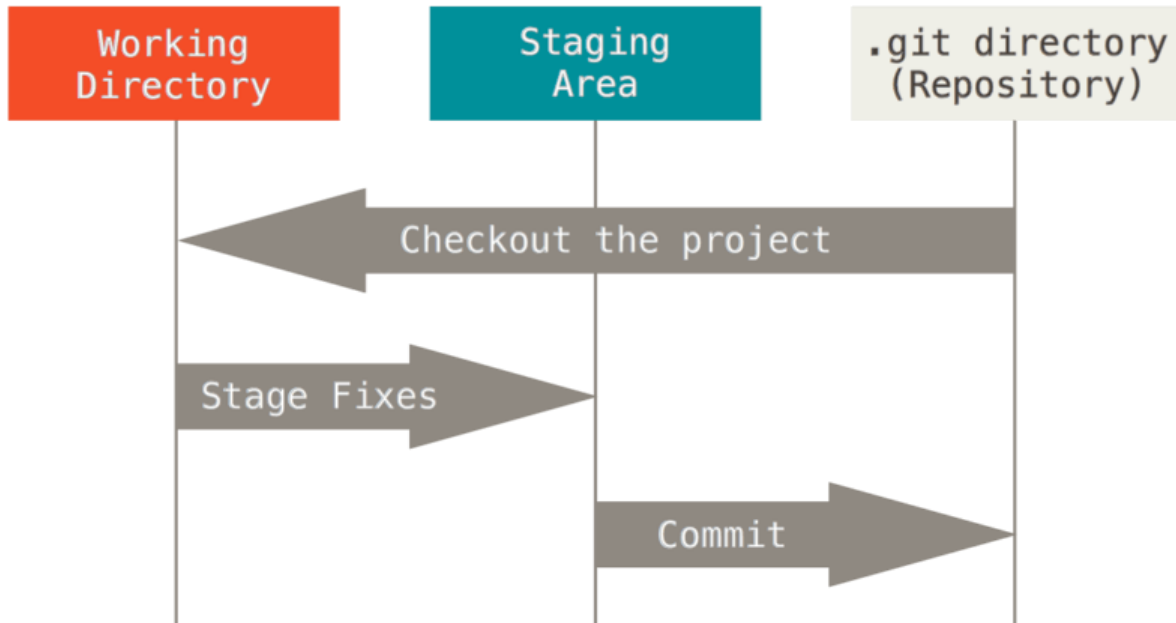 Working
Directory
Staging
Area
.git directory
(Repository)
Checkout the project
Stage Fixes
Commit